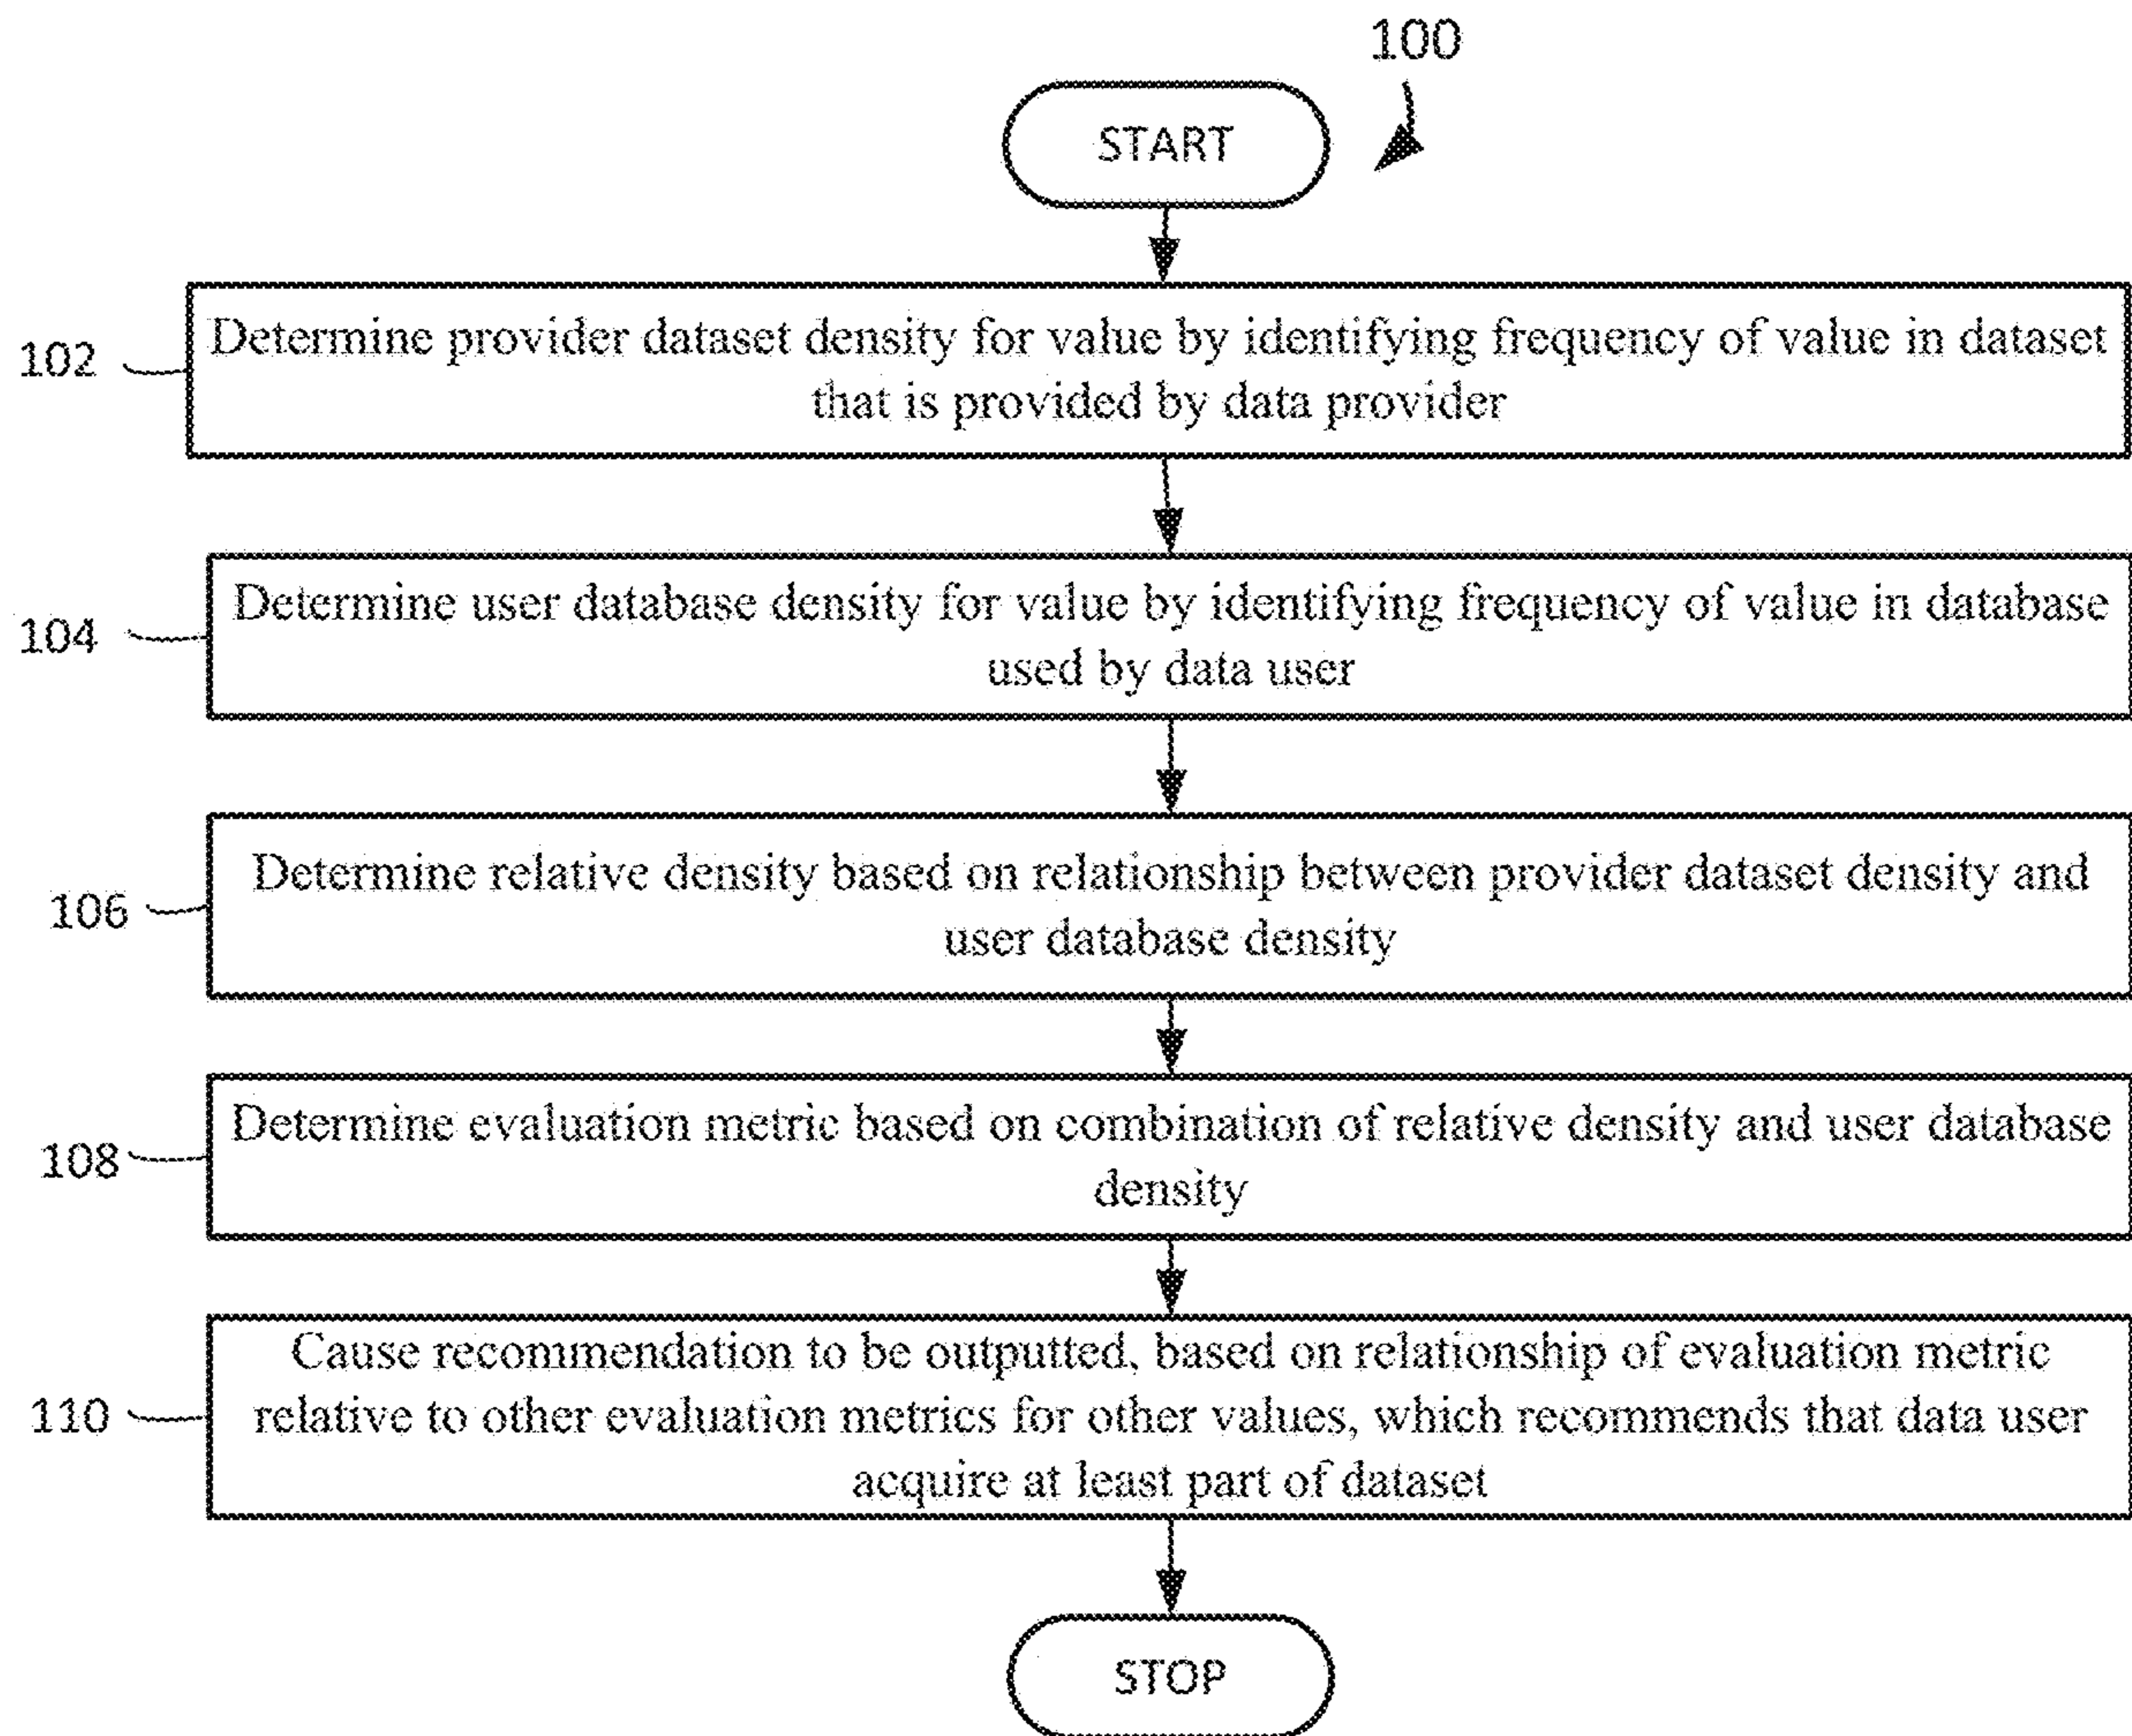 100
START
102
Determine provider dataset density for value by identifying frequency of value in dataset
that is provided by data provider
104
Determine user database density for value by identifying frequency of value in database
used by data user
106
Determine relative density based on relationship between provider dataset density and
user database density
108
Determine evaluation metric based on combination of relative density and user database
density
110
Cause recommendation to be outputted, based on relationship of evaluation metric
relative to other evaluation metrics for other values, which recommends that data user
acquire at least part of dataset
STOP